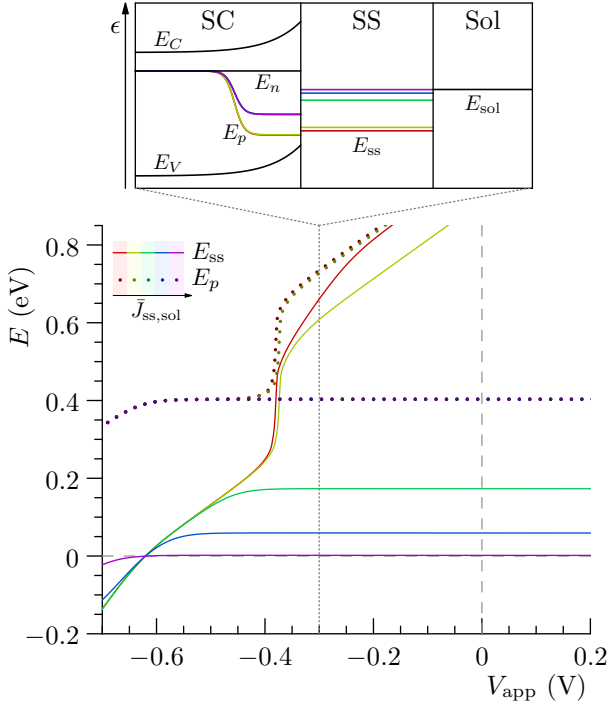 SC SS Sol
ϵ
E_C
E_n
E_p
E_V
E_ss
E_sol
E_ss
E_p
J̄_ss,sol
E (eV)
0.8
0.6
0.4
0.2
0
−0.2
−0.6 −0.4 −0.2 0 0.2
V_app (V)